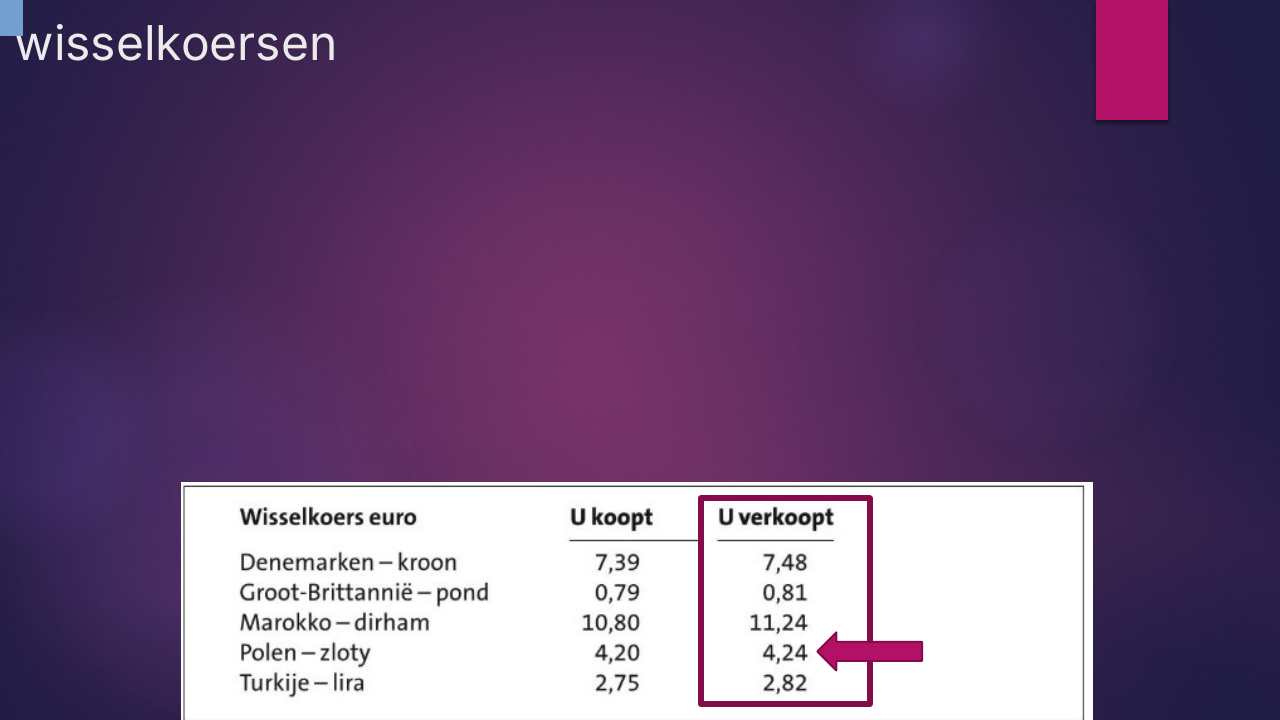 wisselkoersen
Wisselkoers euro U koopt U verkoopt
Denemarken – kroon 7,39 7,48
Groot-Brittannië – pond 0,79 0,81
Marokko – dirham 10,80 11,24
Polen – zloty 4,20 4,24
Turkije – lira 2,75 2,82